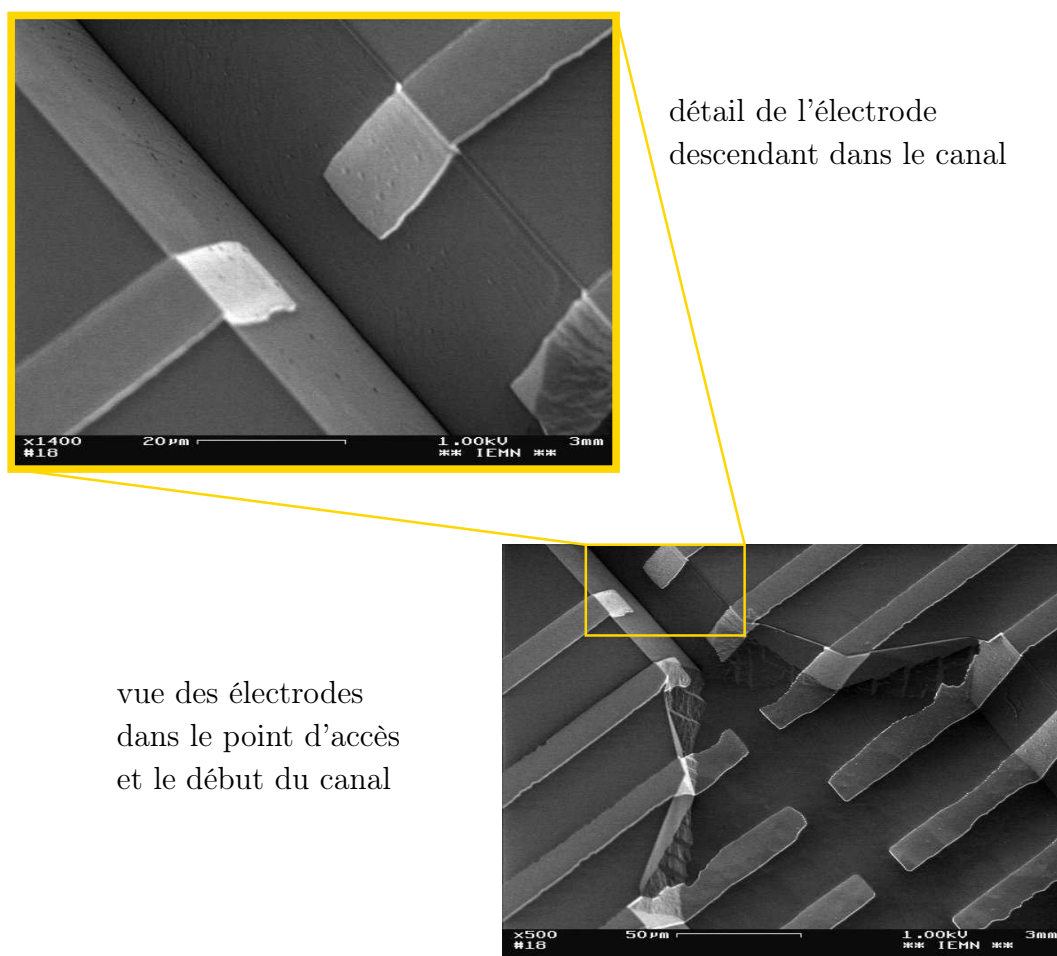 détail de l'électrode
descendant dans le canal
x1400 20µm 1.00kV 3mm
#18 ** IEMN **
vue des électrodes
dans le point d'accès
et le début du canal
x500 50µm 1.00kV 3mm
#18 ** IEMN **